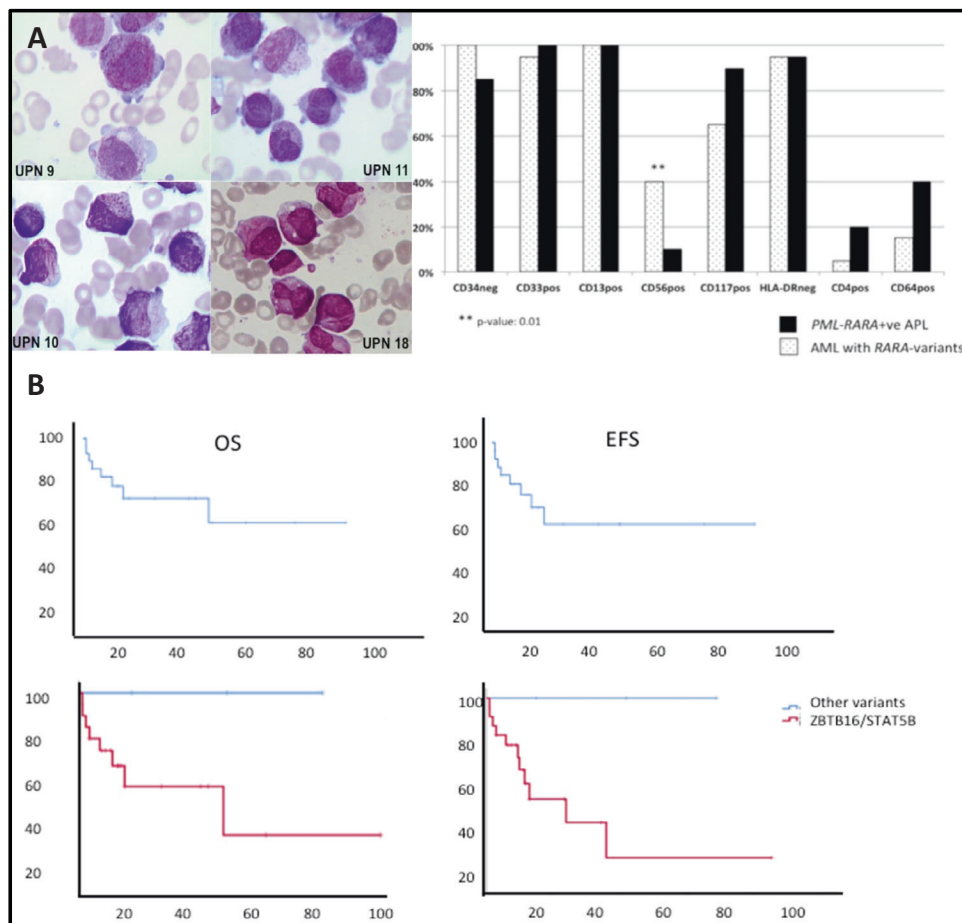 A
UPN 9
UPN 11
UPN 10
UPN 18
100%
80%
60%
40%
20%
0%
**
CD34neg
CD33pos
CD13pos
CD56pos
CD117pos
HLA-DRneg
CD4pos
CD64pos
** p-value: 0.01
PML-RARA+ve APL
AML with RARA-variants
B
OS
100
80
60
40
20
20
40
60
80
100
EFS
100
80
60
40
20
20
40
60
80
100
100
80
60
40
20
20
40
60
80
100
100
80
60
40
20
20
40
60
80
100
Other variants
ZBTB16/STAT5B